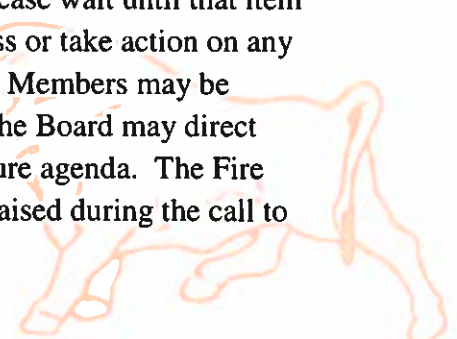 ease wait until that item
ss or take action on any
Members may be
he Board may direct
ure agenda. The Fire
aised during the call to